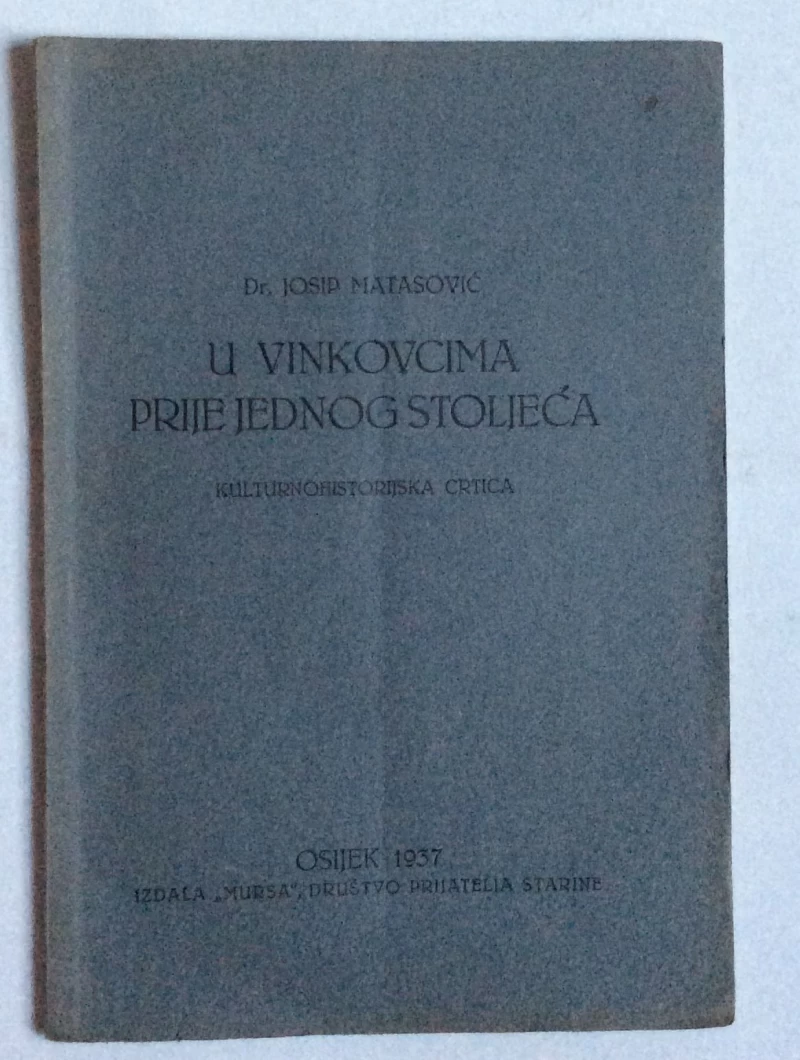 Dr. JOSIP MATASOVIĆ
U VINKOVCIMA
PRIJE JEDNOG STOLJEĆA
KULTURNOHISTORIJSKA CRTICA
OSIJEK 1937
IZDALA „MURSA", DRUŠTVO PRIJATELJA STARINE